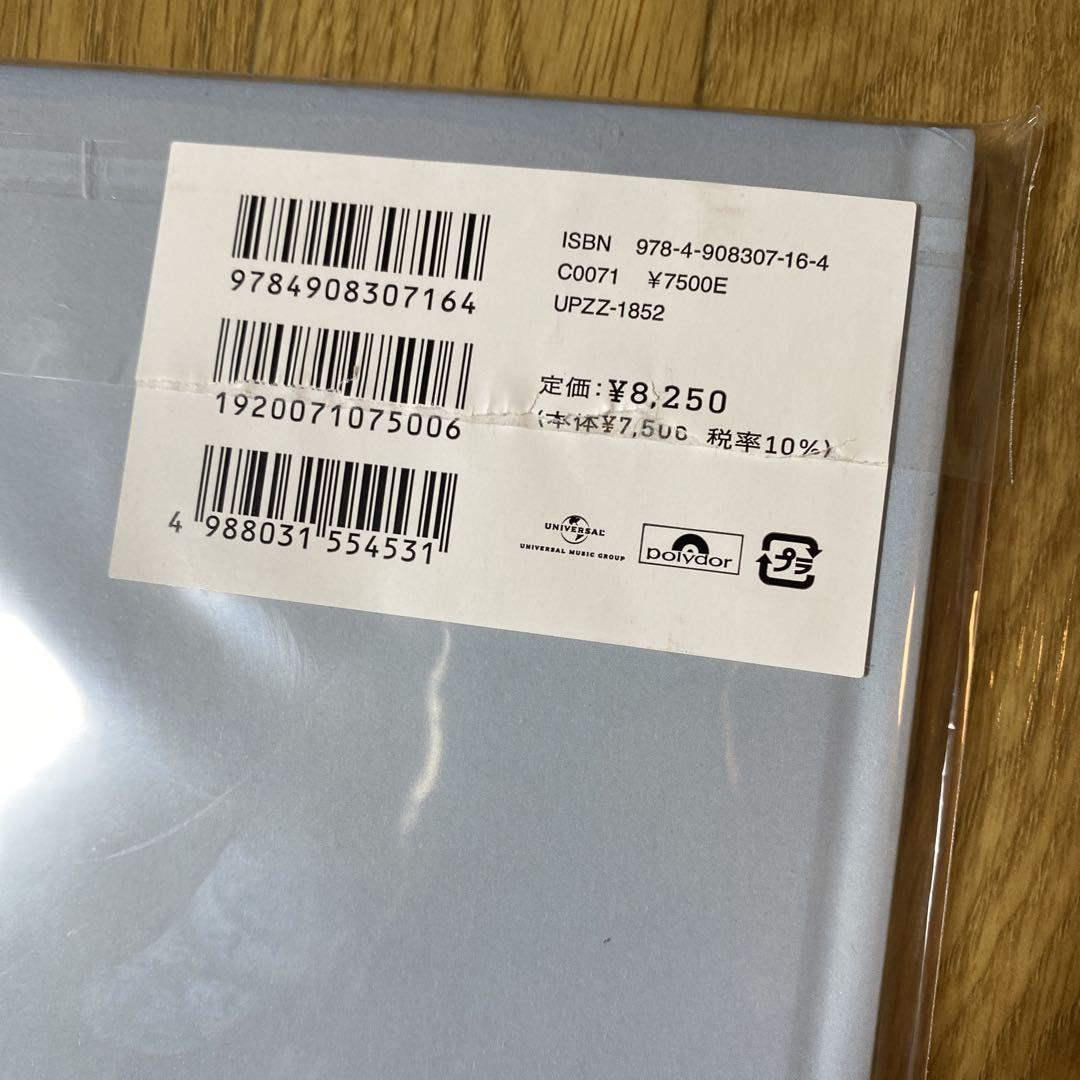 9784908307164
ISBN 978-4-908307-16-4
C0071 ¥7500E
UPZZ-1852
1920071075006
定価:¥8,250
(本体¥7,500 税率10%)
4 988031 554531
UNIVERSAL
UNIVERSAL MUSIC GROUP
polydor
プラ